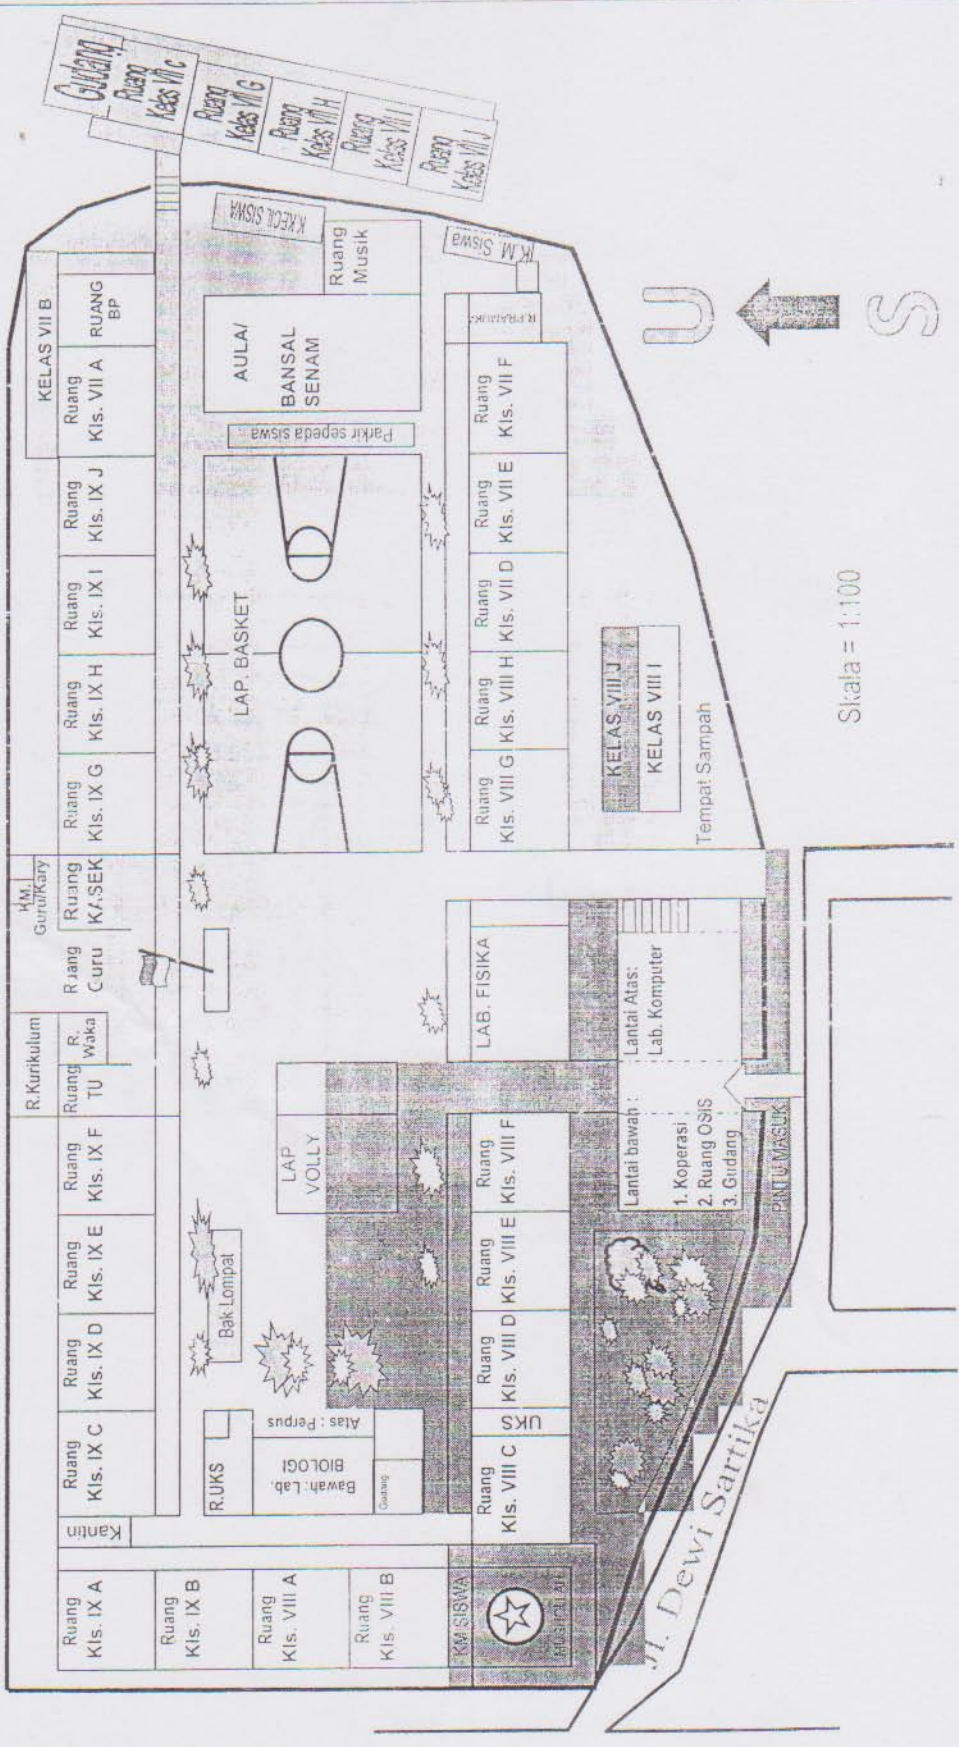 Gudang
Ruang
Kelas VII c
Ruang
Kelas VII G
Ruang
Kelas VII H
Ruang
Kelas VII I
Ruang
Kelas VII J
KELAS VII B
RUANG
BP
Ruang
Kls. VII A
Ruang
Kls. IX J
Ruang
Kls. IX I
Ruang
Kls. IX H
Ruang
Kls. IX G
K.M.
Guru/Kary
Ruang
KASEK
Ruang
Guru
R.Kurikulum
R.
Waka
Ruang
TU
Ruang
Kls. IX F
Ruang
Kls. IX E
Ruang
Kls. IX D
Ruang
Kls. IX C
Kantin
Ruang
Kls. IX A
Ruang
Kls. IX B
Ruang
Kls. VIII A
Ruang
Kls. VIII B
KM SISWA
MUSHOLLAH
K.KECIL SISWA
Ruang
Musik
AULA/
BANSAL
SENAM
Parkir sepeda siswa
LAP. BASKET
LAP
VOLLY
Bak Lompat
R.UKS
Atas : Perpus
Bawah: Lab.
BIOLOGI
Gudang
K.M. Siswa
R.PRAMUKA
Ruang
Kls. VII F
Ruang
Kls. VII E
Ruang
Kls. VII D
Ruang
Kls. VIII H
Ruang
Kls. VIII G
LAB. FISIKA
Ruang
Kls. VIII F
Ruang
Kls. VIII E
Ruang
Kls. VIII D
UKS
Ruang
Kls. VIII C
KELAS VIII J
KELAS VIII I
Tempat Sampah
Lantai Atas:
Lab. Komputer
Lantai bawah :
1. Koperasi
2. Ruang OSIS
3. Gudang
PINTU MASUK
Jl. Dewi Sartika
U
S
Skala = 1:100